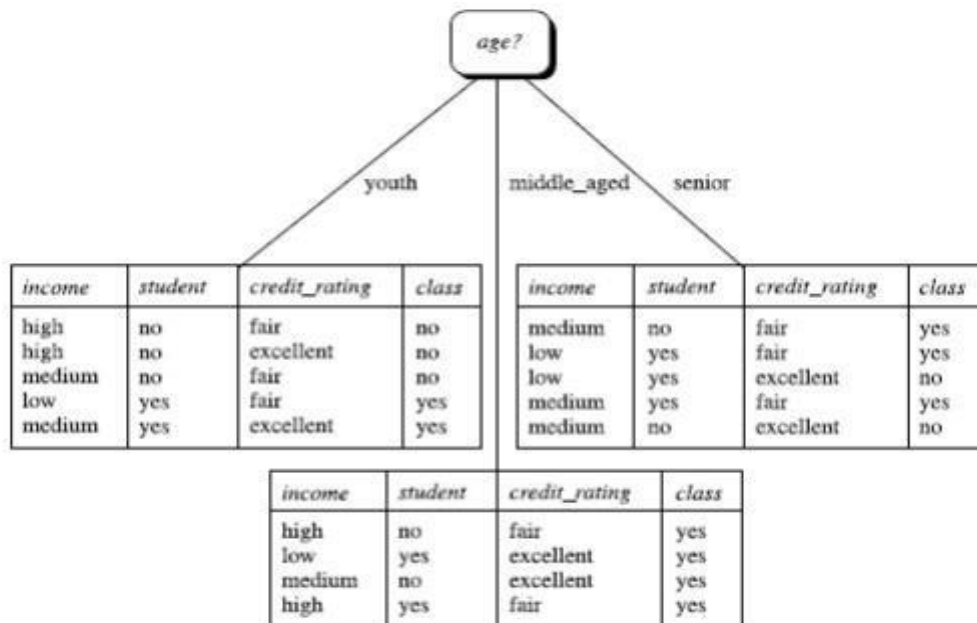 age?
youth
middle_aged
senior
income student credit_rating class
high no fair no
high no excellent no
medium no fair no
low yes fair yes
medium yes excellent yes
income student credit_rating class
medium no fair yes
low yes fair yes
low yes excellent no
medium yes fair yes
medium no excellent no
income student credit_rating class
high no fair yes
low yes excellent yes
medium no excellent yes
high yes fair yes